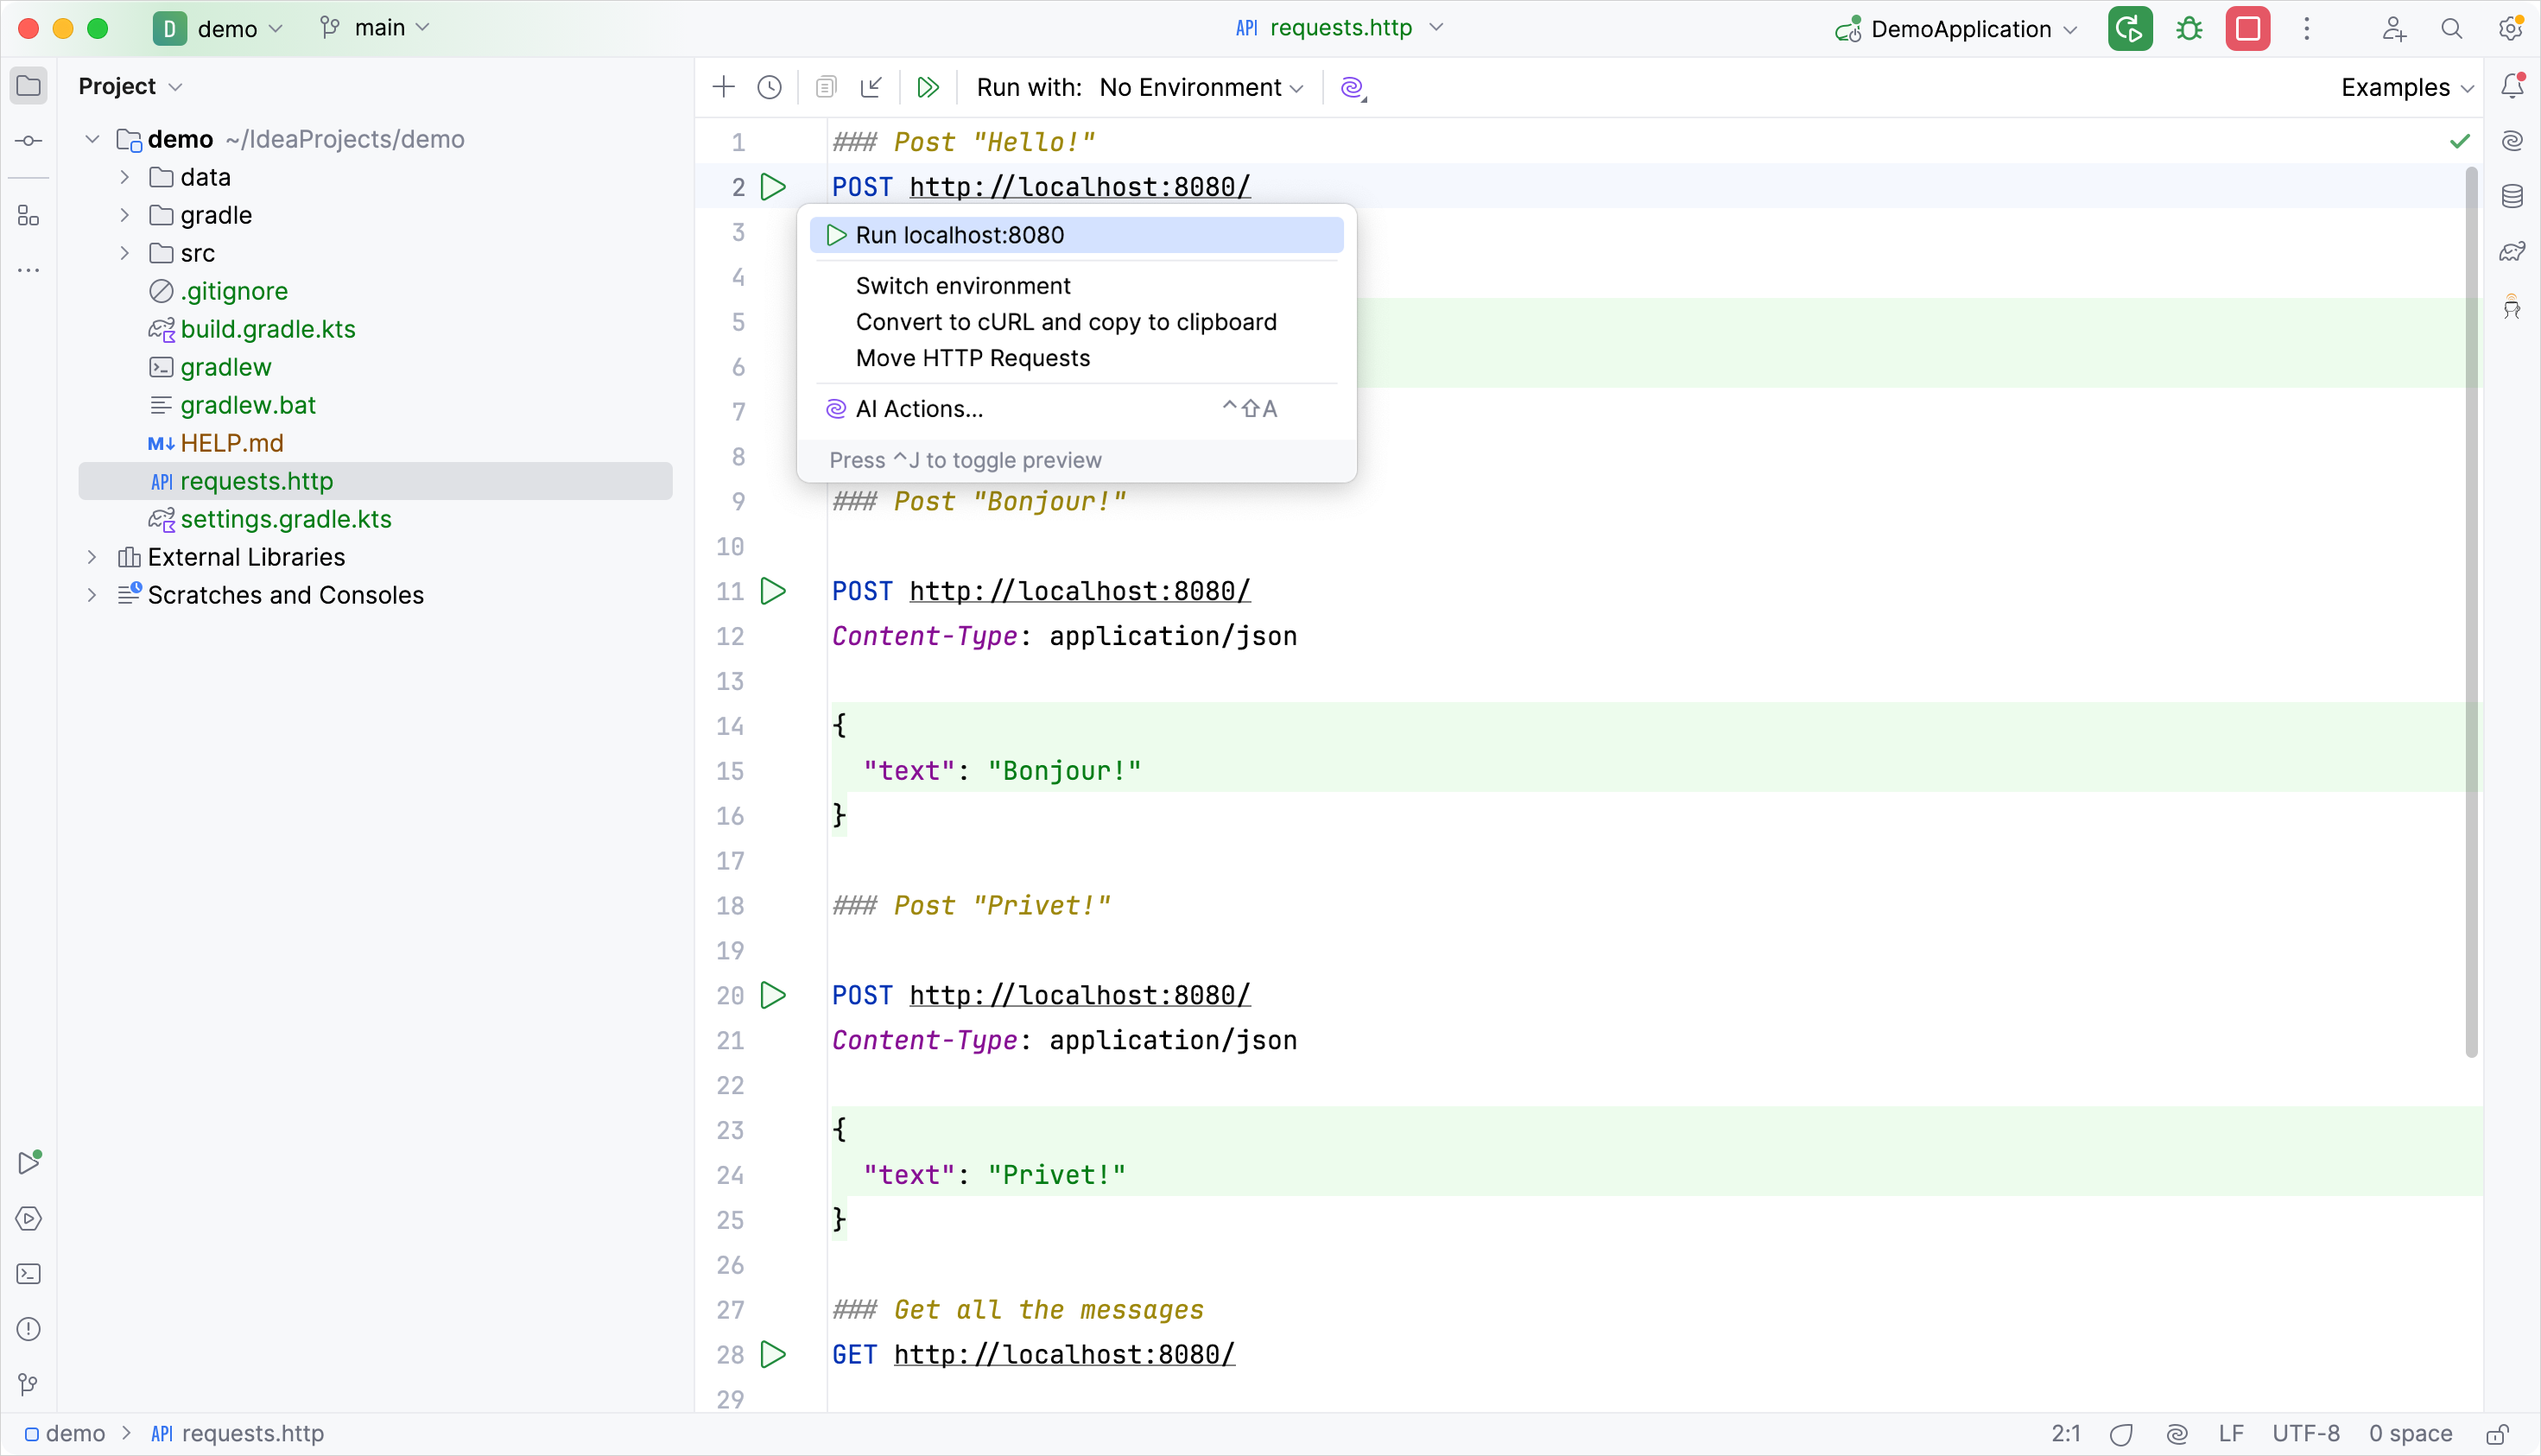 D demo main
API requests.http
DemoApplication
Project
demo ~/IdeaProjects/demo
data
gradle
src
.gitignore
build.gradle.kts
gradlew
gradlew.bat
M↓ HELP.md
API requests.http
settings.gradle.kts
External Libraries
Scratches and Consoles
Run with: No Environment
Examples
1 ### Post "Hello!"
2 POST http://localhost:8080/
3
4
5
6
7
8
Run localhost:8080
Switch environment
Convert to cURL and copy to clipboard
Move HTTP Requests
AI Actions... ⌃⇧A
Press ⌃J to toggle preview
9 ### Post "Bonjour!"
10
11 POST http://localhost:8080/
12 Content-Type: application/json
13
14 {
15 "text": "Bonjour!"
16 }
17
18 ### Post "Privet!"
19
20 POST http://localhost:8080/
21 Content-Type: application/json
22
23 {
24 "text": "Privet!"
25 }
26
27 ### Get all the messages
28 GET http://localhost:8080/
29
demo > API requests.http
2:1 LF UTF-8 0 space